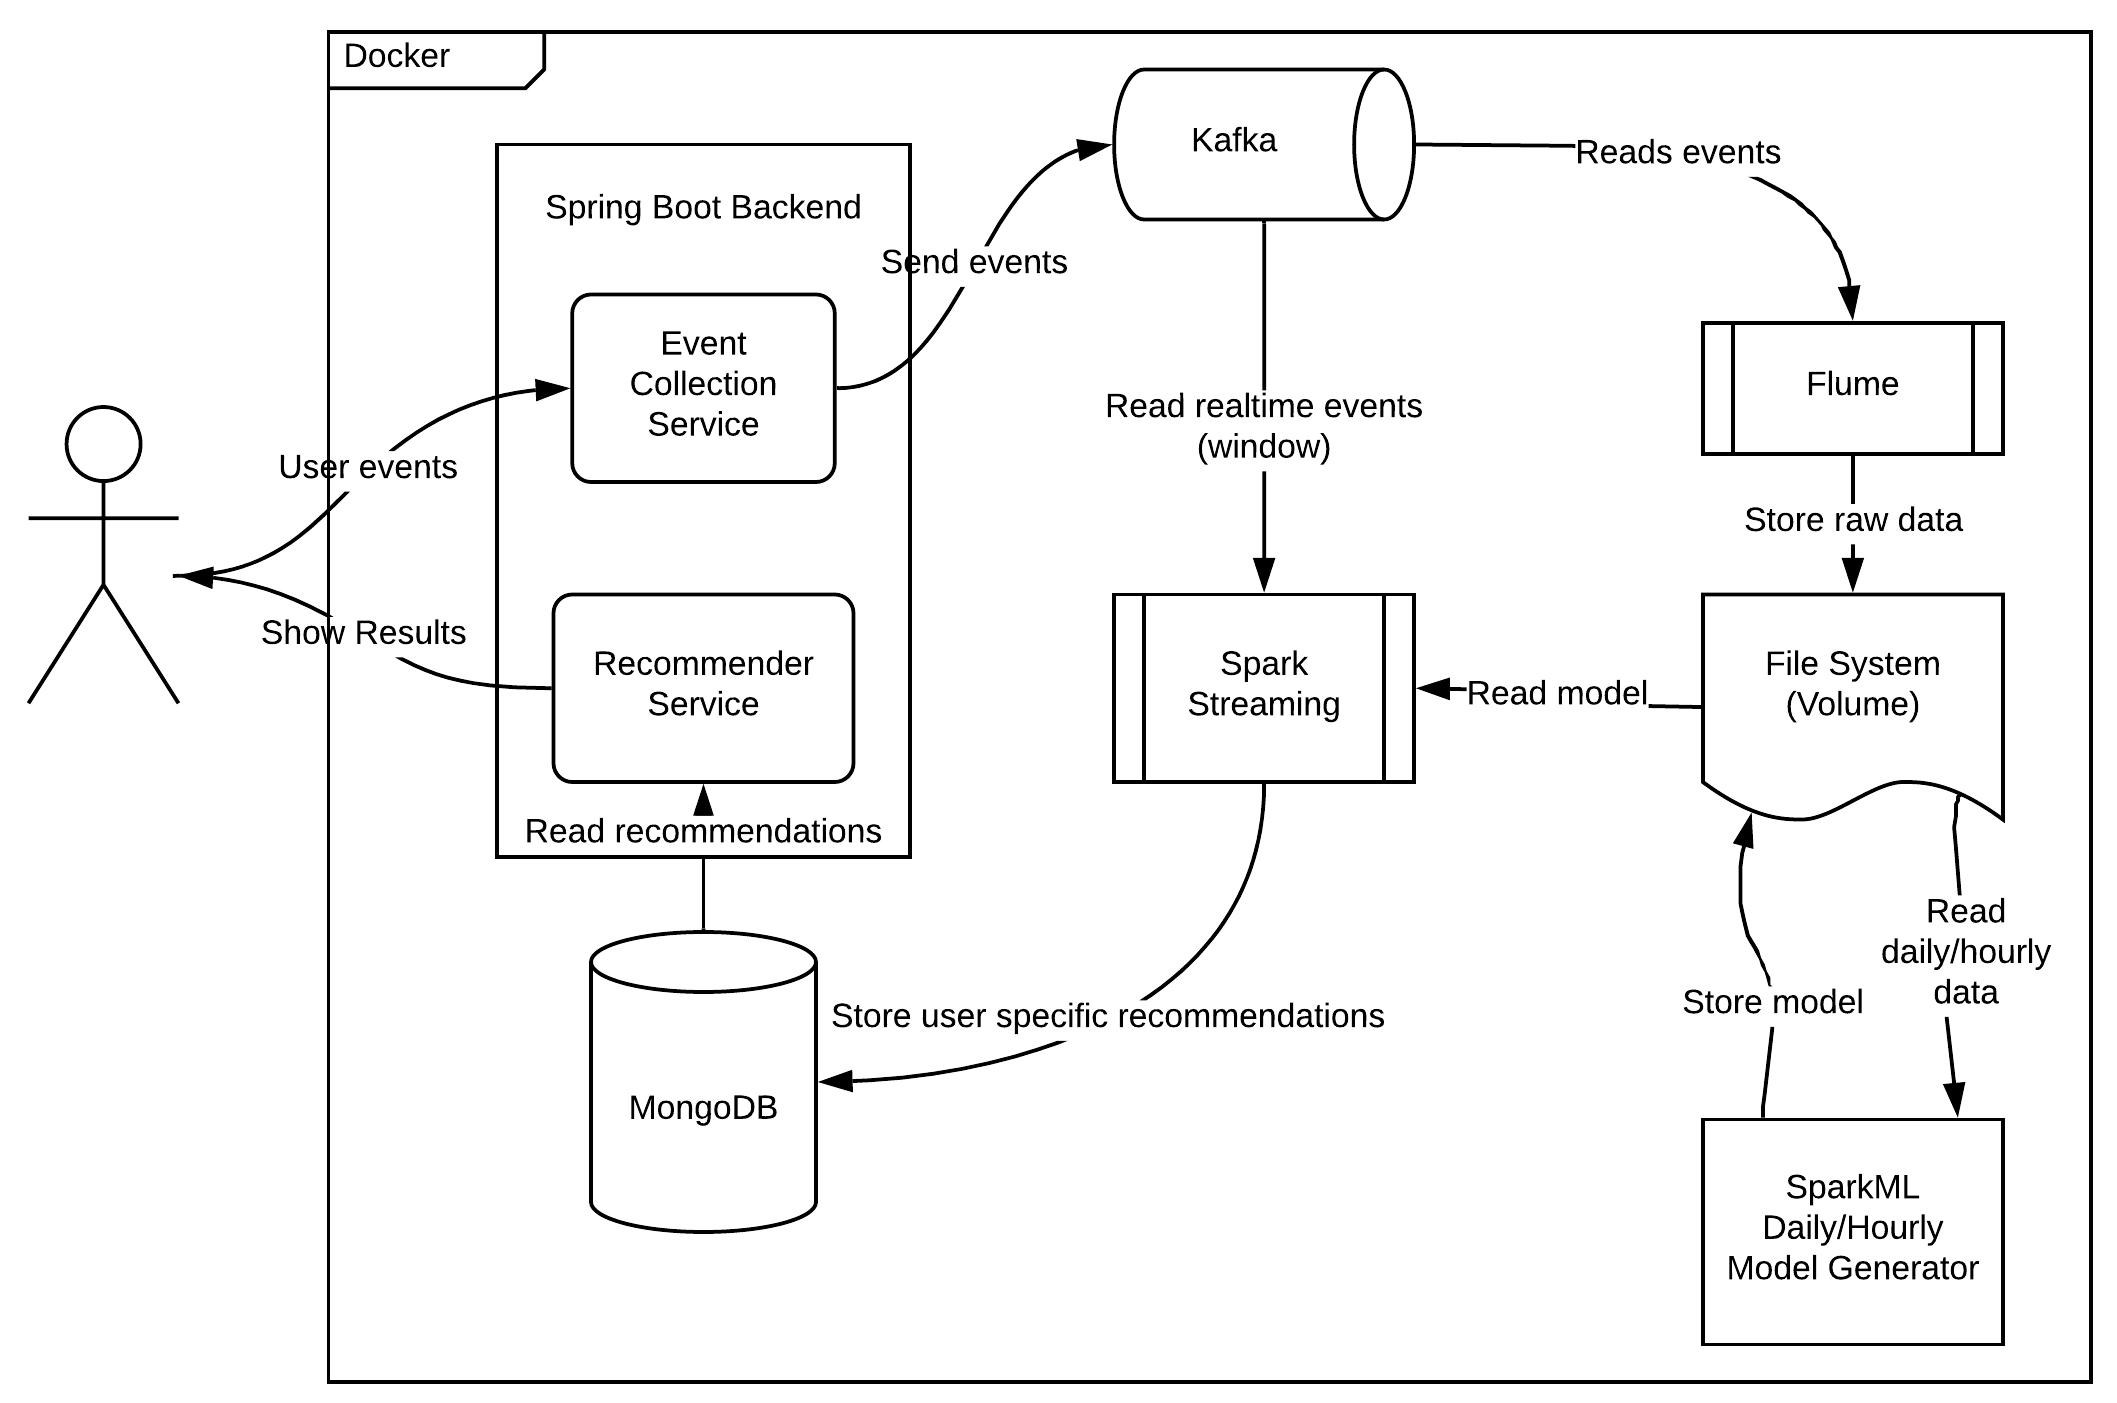 Docker
Kafka
Reads events
Spring Boot Backend
Send events
Event
Collection
Service
Flume
Read realtime events
(window)
User events
Store raw data
Show Results
Recommender
Service
Spark
Streaming
Read model
File System
(Volume)
Read recommendations
Read
daily/hourly
data
Store model
Store user specific recommendations
MongoDB
SparkML
Daily/Hourly
Model Generator